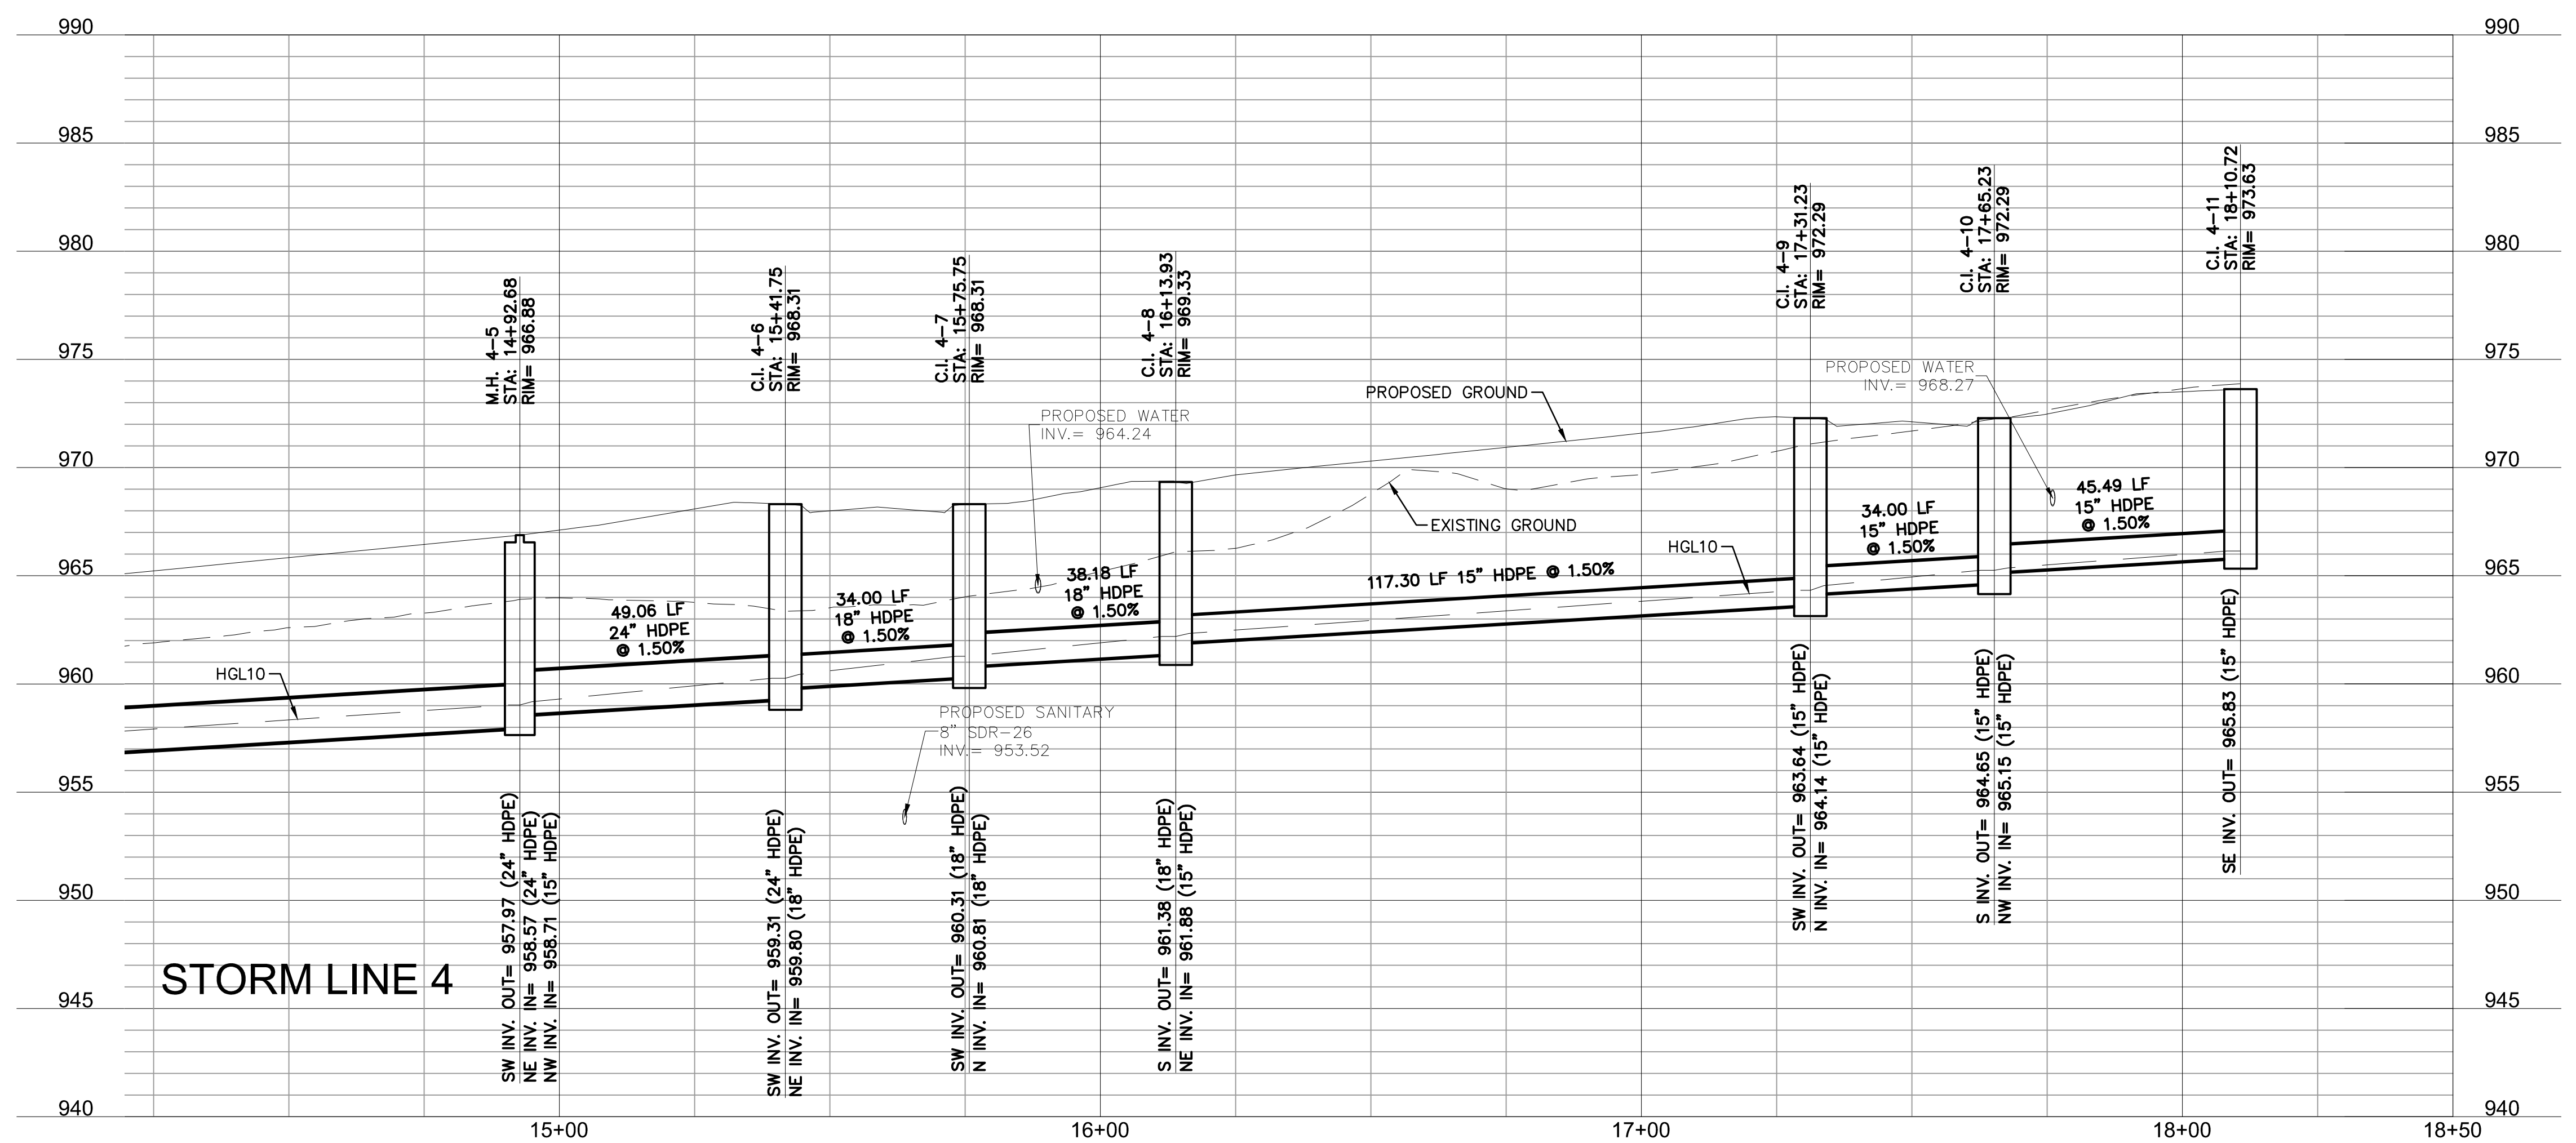 990
990
985
985
980
980
975
975
970
970
965
965
960
960
955
955
950
950
945
945
940
940
M.H. 4-5
STA: 14+92.68
RIM= 966.88
C.I. 4-6
STA: 15+41.75
RIM= 968.31
C.I. 4-7
STA: 15+75.75
RIM= 968.31
C.I. 4-8
STA: 16+13.93
RIM= 969.33
C.I. 4-9
STA: 17+31.23
RIM= 972.29
C.I. 4-10
STA: 17+65.23
RIM= 972.29
C.I. 4-11
STA: 18+10.72
RIM= 973.63
PROPOSED WATER
INV.= 964.24
PROPOSED GROUND
PROPOSED WATER
INV.= 968.27
EXISTING GROUND
HGL10
HGL10
49.06 LF
24" HDPE
@ 1.50%
34.00 LF
18" HDPE
@ 1.50%
38.18 LF
18" HDPE
@ 1.50%
117.30 LF 15" HDPE @ 1.50%
34.00 LF
15" HDPE
@ 1.50%
45.49 LF
15" HDPE
@ 1.50%
PROPOSED SANITARY
8" SDR-26
INV.= 953.52
SW INV. OUT= 957.97 (24" HDPE)
NE INV. IN= 958.57 (24" HDPE)
NW INV. IN= 958.71 (15" HDPE)
SW INV. OUT= 959.31 (24" HDPE)
NE INV. IN= 959.80 (18" HDPE)
SW INV. OUT= 960.31 (18" HDPE)
N INV. IN= 960.81 (18" HDPE)
S INV. OUT= 961.38 (18" HDPE)
NE INV. IN= 961.88 (15" HDPE)
SW INV. OUT= 963.64 (15" HDPE)
N INV. IN= 964.14 (15" HDPE)
S INV. OUT= 964.65 (15" HDPE)
NW INV. IN= 965.15 (15" HDPE)
SE INV. OUT= 965.83 (15" HDPE)
STORM LINE 4
15+00
16+00
17+00
18+00
18+50